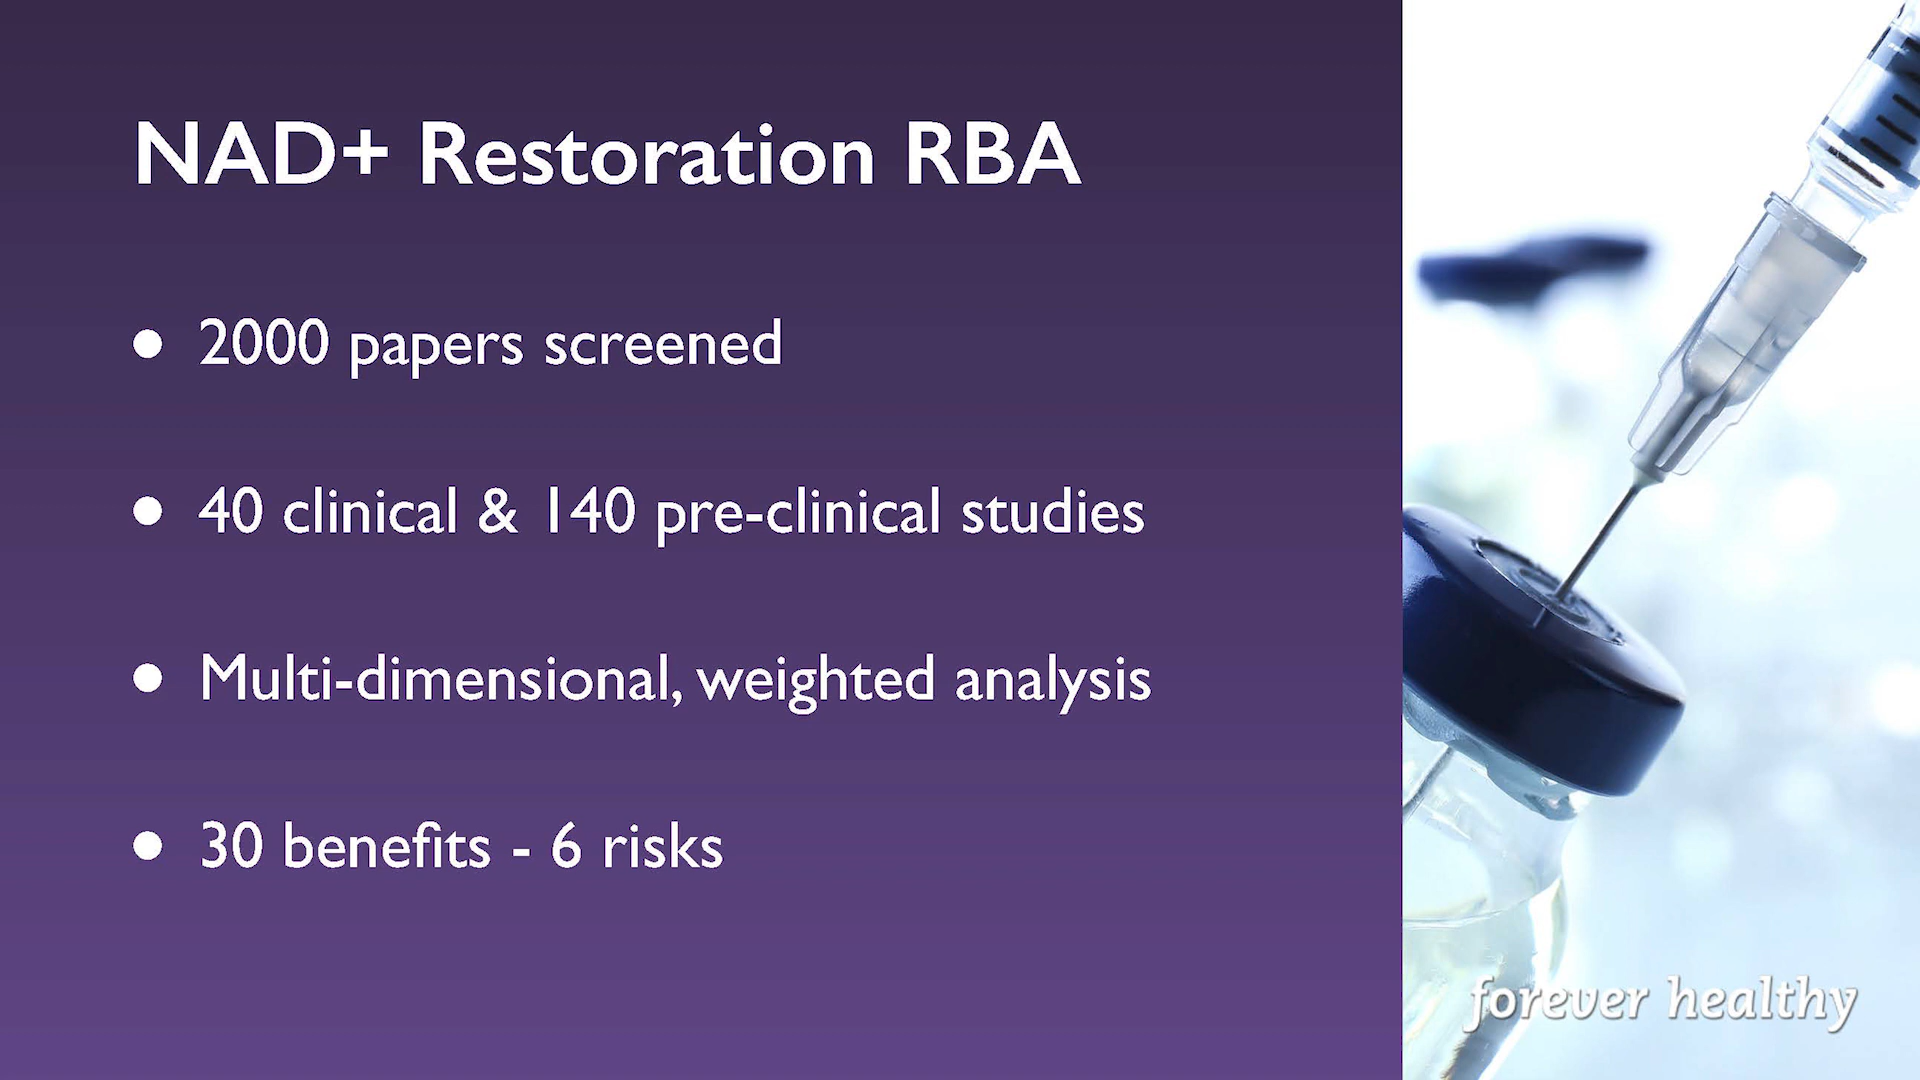 NAD+ Restoration RBA
● 2000 papers screened
● 40 clinical & 140 pre-clinical studies
● Multi-dimensional, weighted analysis
● 30 benefits - 6 risks
forever healthy